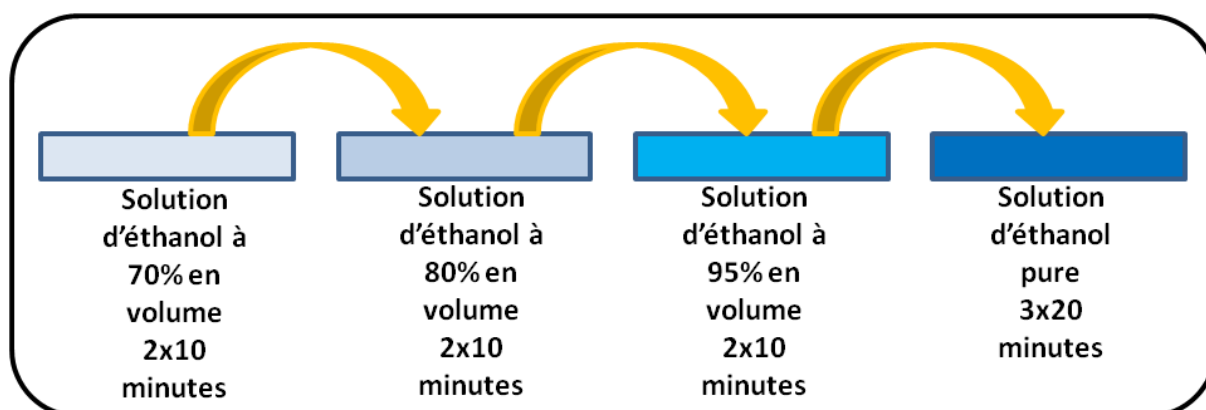 Solution
d'éthanol à
70% en
volume
2x10
minutes
Solution
d'éthanol à
80% en
volume
2x10
minutes
Solution
d'éthanol à
95% en
volume
2x10
minutes
Solution
d'éthanol
pure
3x20
minutes